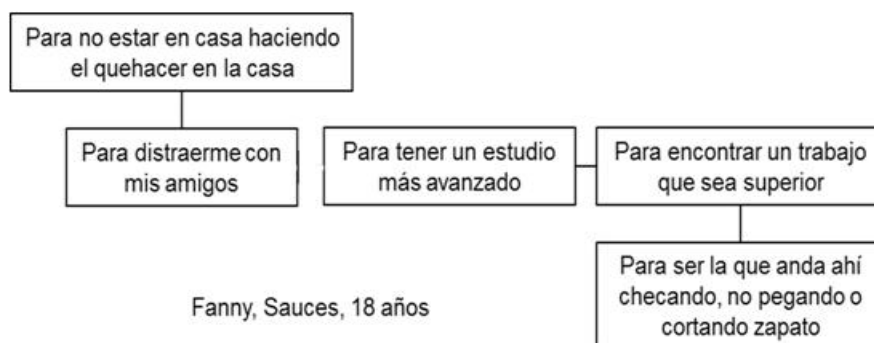 Para no estar en casa haciendo
el quehacer en la casa
Para distraerme con
mis amigos
Para tener un estudio
más avanzado
Para encontrar un trabajo
que sea superior
Para ser la que anda ahí
checando, no pegando o
cortando zapato
Fanny, Sauces, 18 años